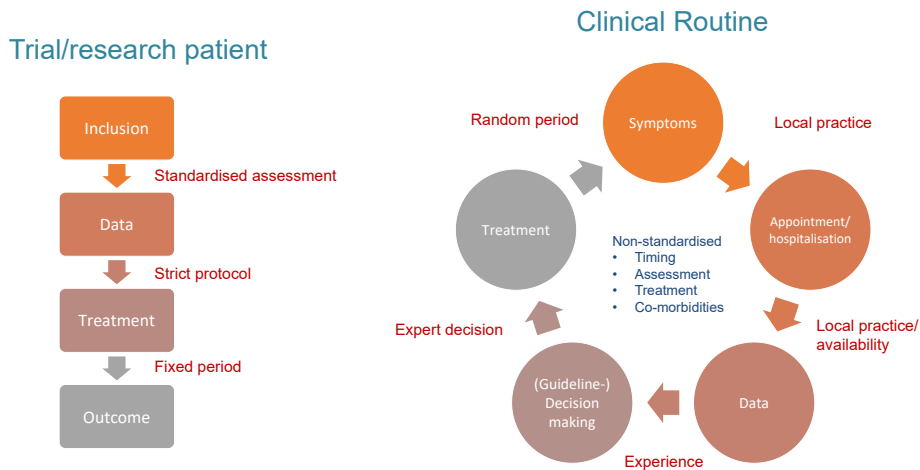 Trial/research patient
Inclusion
Standardised assessment
Data
Strict protocol
Treatment
Fixed period
Outcome
Clinical Routine
Random period
Symptoms
Local practice
Appointment/
hospitalisation
Treatment
Non-standardised
• Timing
• Assessment
• Treatment
• Co-morbidities
Local practice/
availability
Expert decision
(Guideline-)
Decision
making
Data
Experience